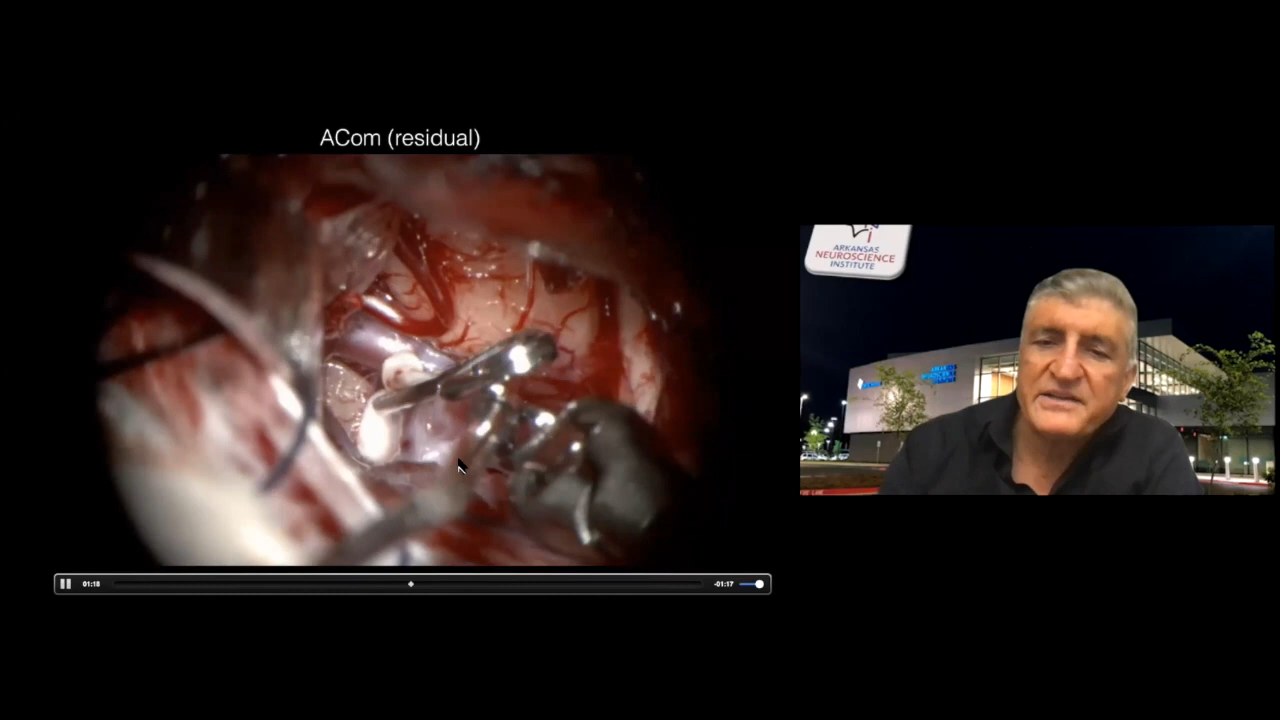 ACom (residual)
ARKANSAS
NEUROSCIENCE
INSTITUTE
01:18
-01:17